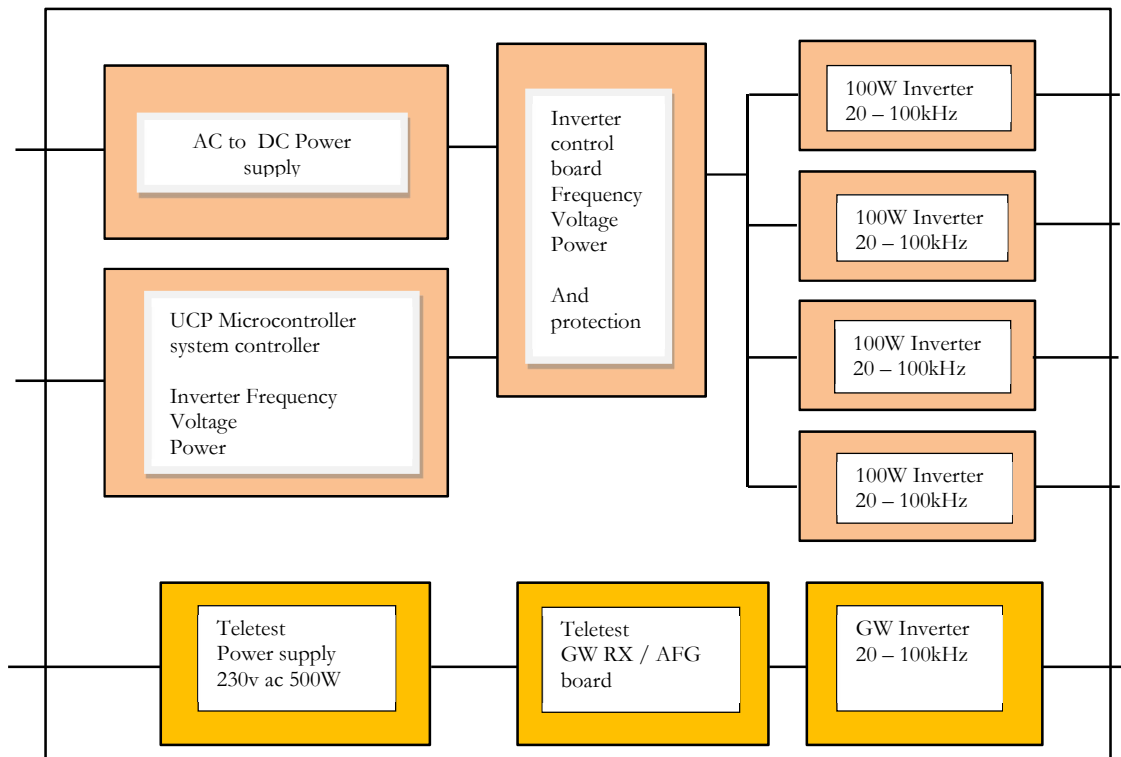 AC to DC Power
supply
UCP Microcontroller
system controller
Inverter Frequency
Voltage
Power
Inverter
control
board
Frequency
Voltage
Power
And
protection
100W Inverter
20 – 100kHz
100W Inverter
20 – 100kHz
100W Inverter
20 – 100kHz
100W Inverter
20 – 100kHz
Teletest
Power supply
230v ac 500W
Teletest
GW RX / AFG
board
GW Inverter
20 – 100kHz